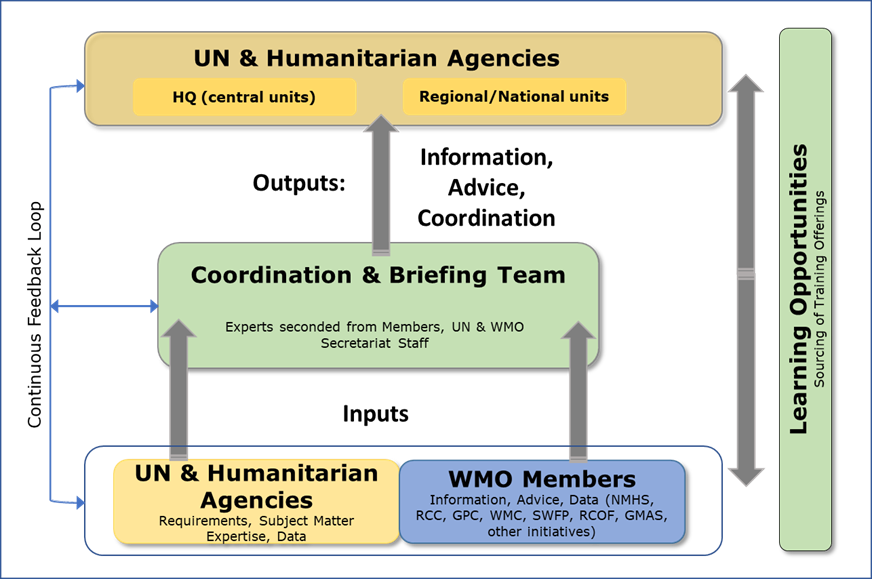 UN & Humanitarian Agencies
HQ (central units)
Regional/National units
Outputs:
Information,
Advice,
Coordination
Coordination & Briefing Team
Experts seconded from Members, UN & WMO
Secretariat Staff
Inputs
UN & Humanitarian
Agencies
Requirements, Subject Matter
Expertise, Data
WMO Members
Information, Advice, Data (NMHS,
RCC, GPC, WMC, SWFP, RCOF, GMAS,
other initiatives)
Continuous Feedback Loop
Learning Opportunities
Sourcing of Training Offerings